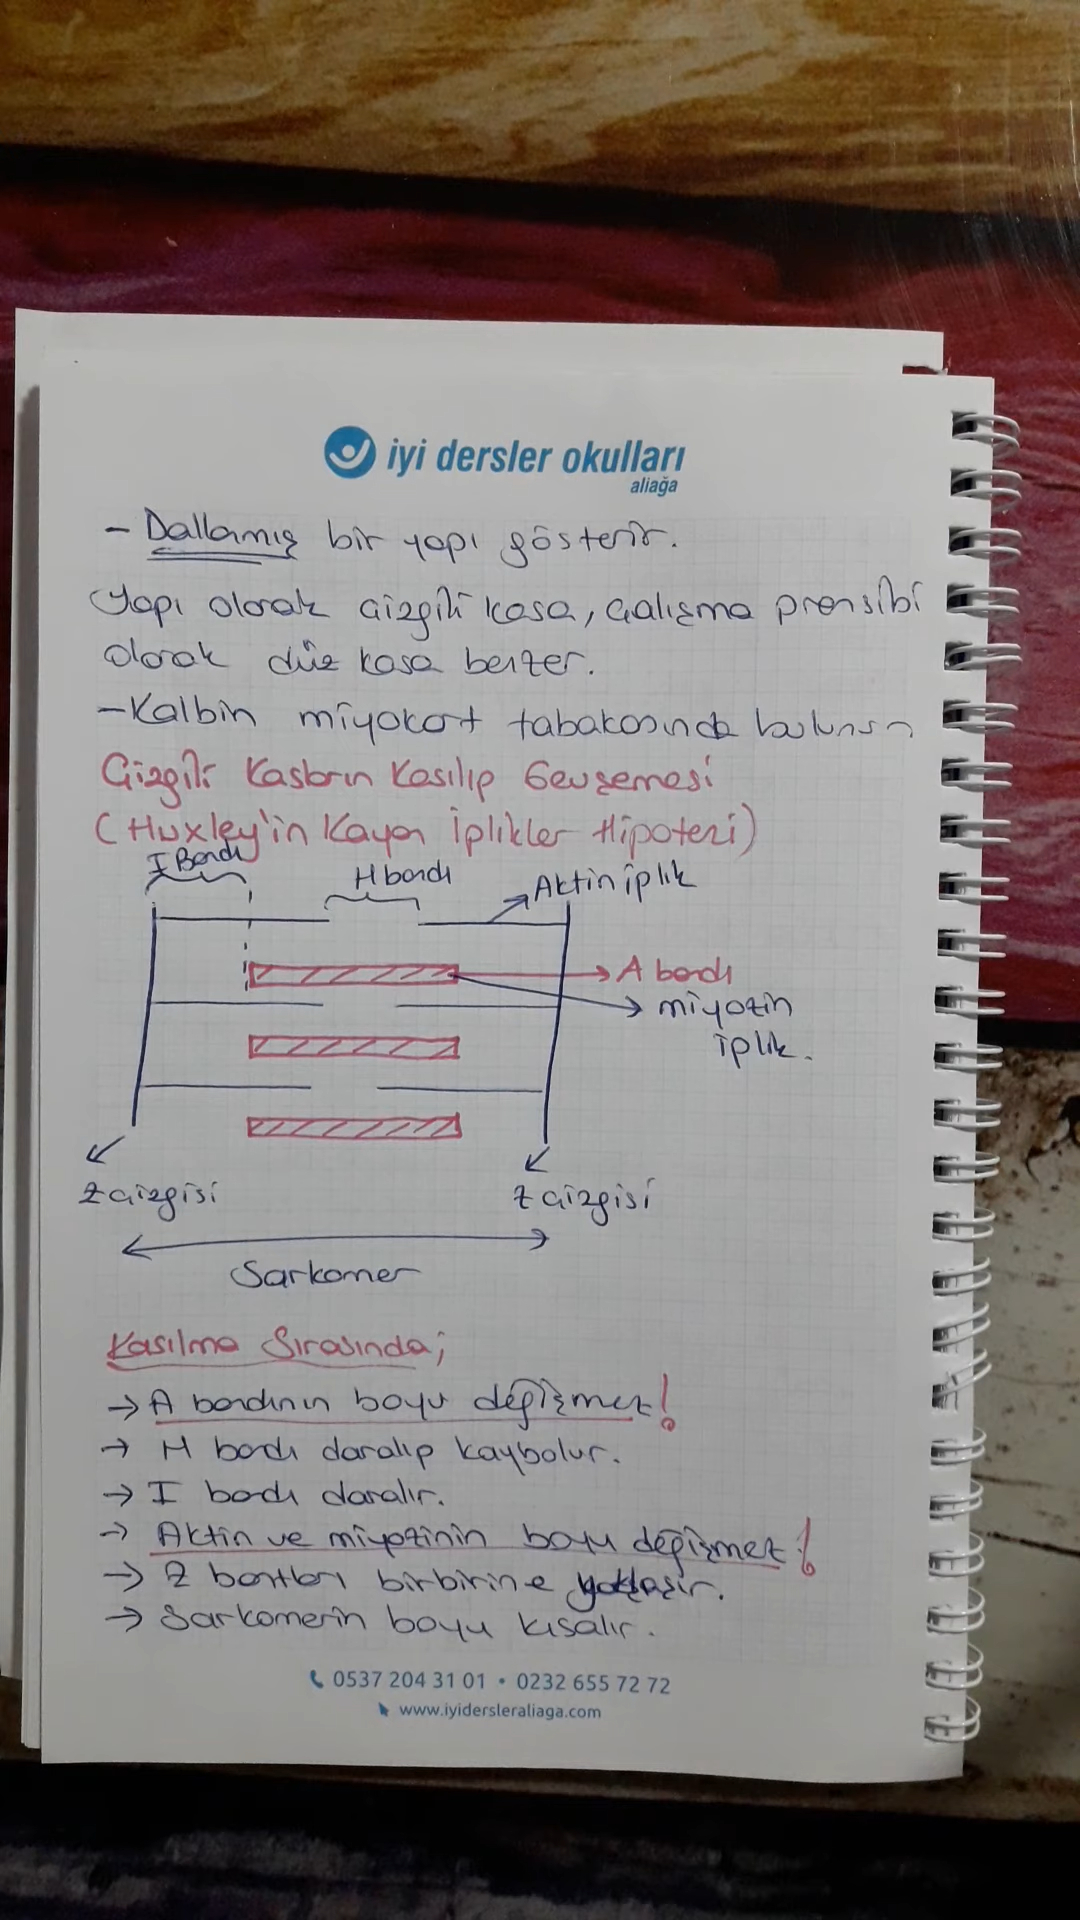 iyi dersler okulları
aliağa
- Dallanmış bir yapı gösterir.
Yapı olarak çizgili kasa, çalışma prensibi
olarak düz kasa benzer.
- Kalbin miyokart tabakasında bulunur
Çizgili Kasların Kasılıp Gevşemesi
(Huxley'in Kayan İplikler Hipotezi)
I Bandı
H bandı
Aktin iplik
A bandı
miyozin
iplik.
Z çizgisi
Z çizgisi
Sarkomer
Kasılma Sırasında;
→ A bandının boyu değişmez!
→ H bandı daralıp kaybolur.
→ I bandı daralır.
→ Aktin ve miyozinin boyu değişmez!
→ Z bantları birbirine yaklaşır.
→ Sarkomerin boyu kısalır.
0537 204 31 01 • 0232 655 72 72
www.iyidersleraliaga.com